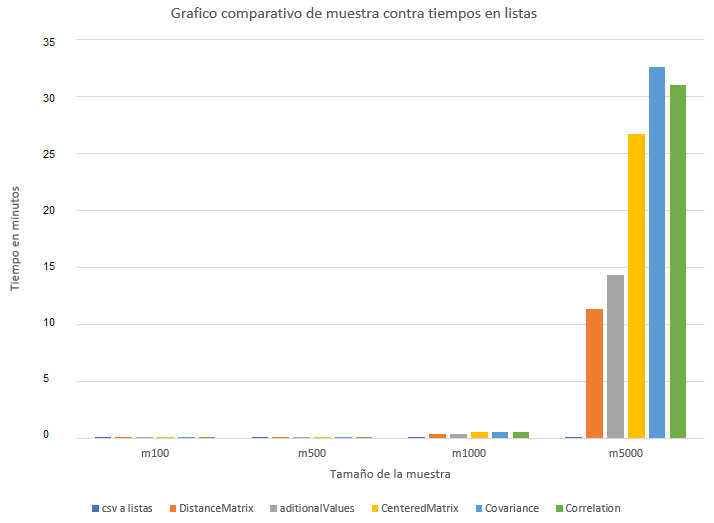 Grafico comparativo de muestra contra tiempos en listas
35
30
25
20
15
10
5
0
Tiempo en minutos
m100
m500
m1000
m5000
Tamaño de la muestra
csv a listas
DistanceMatrix
aditionalValues
CenteredMatrix
Covariance
Correlation